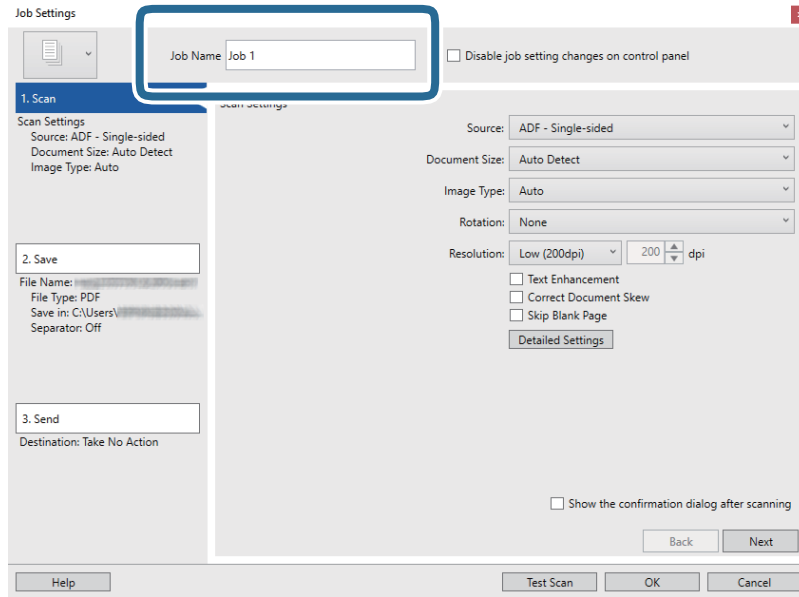 Job Settings
Job Name Job 1
Disable job setting changes on control panel
1. Scan
Scan Settings
Source: ADF - Single-sided
Document Size: Auto Detect
Image Type: Auto
2. Save
File Name:
File Type: PDF
Save in: C:\Users\
Separator: Off
3. Send
Destination: Take No Action
Scan Settings
Source: ADF - Single-sided
Document Size: Auto Detect
Image Type: Auto
Rotation: None
Resolution: Low (200dpi) 200 dpi
Text Enhancement
Correct Document Skew
Skip Blank Page
Detailed Settings
Show the confirmation dialog after scanning
Back Next
Help Test Scan OK Cancel